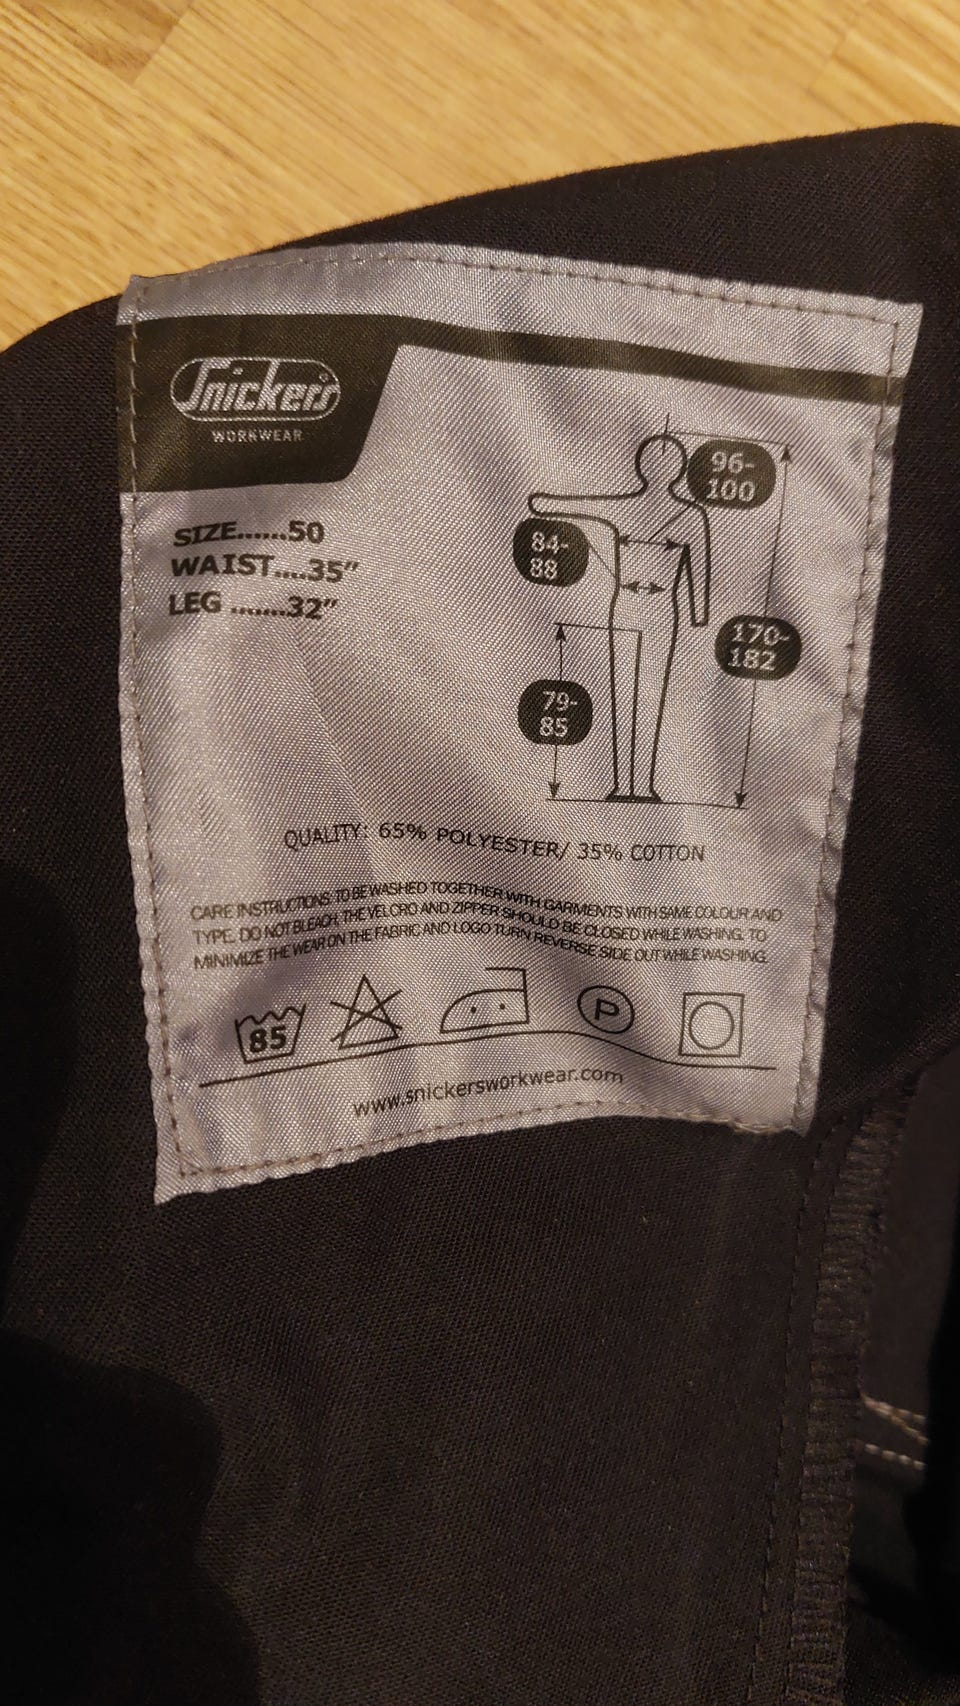 Snickers
WORKWEAR
SIZE......50
WAIST....35"
LEG .......32"
96-
100
84-
88
170-
182
79-
85
QUALITY: 65% POLYESTER/ 35% COTTON
CARE INSTRUCTIONS. TO BE WASHED TOGETHER WITH GARMENTS WITH SAME COLOUR AND
TYPE. DO NOT BLEACH. THE VELCRO AND ZIPPER SHOULD BE CLOSED WHILE WASHING. TO
MINIMIZE THE WEAR ON THE FABRIC AND LOGO TURN REVERSE SIDE OUT WHILE WASHING.
85
P
www.snickersworkwear.com